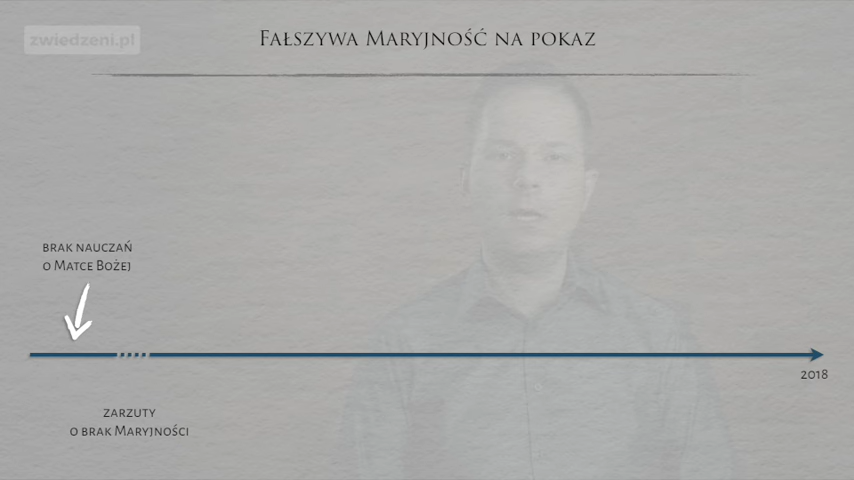 zwiedzeni.pl
Fałszywa Maryjność na pokaz
brak nauczań
o Matce Bożej
2018
zarzuty
o brak Maryjności